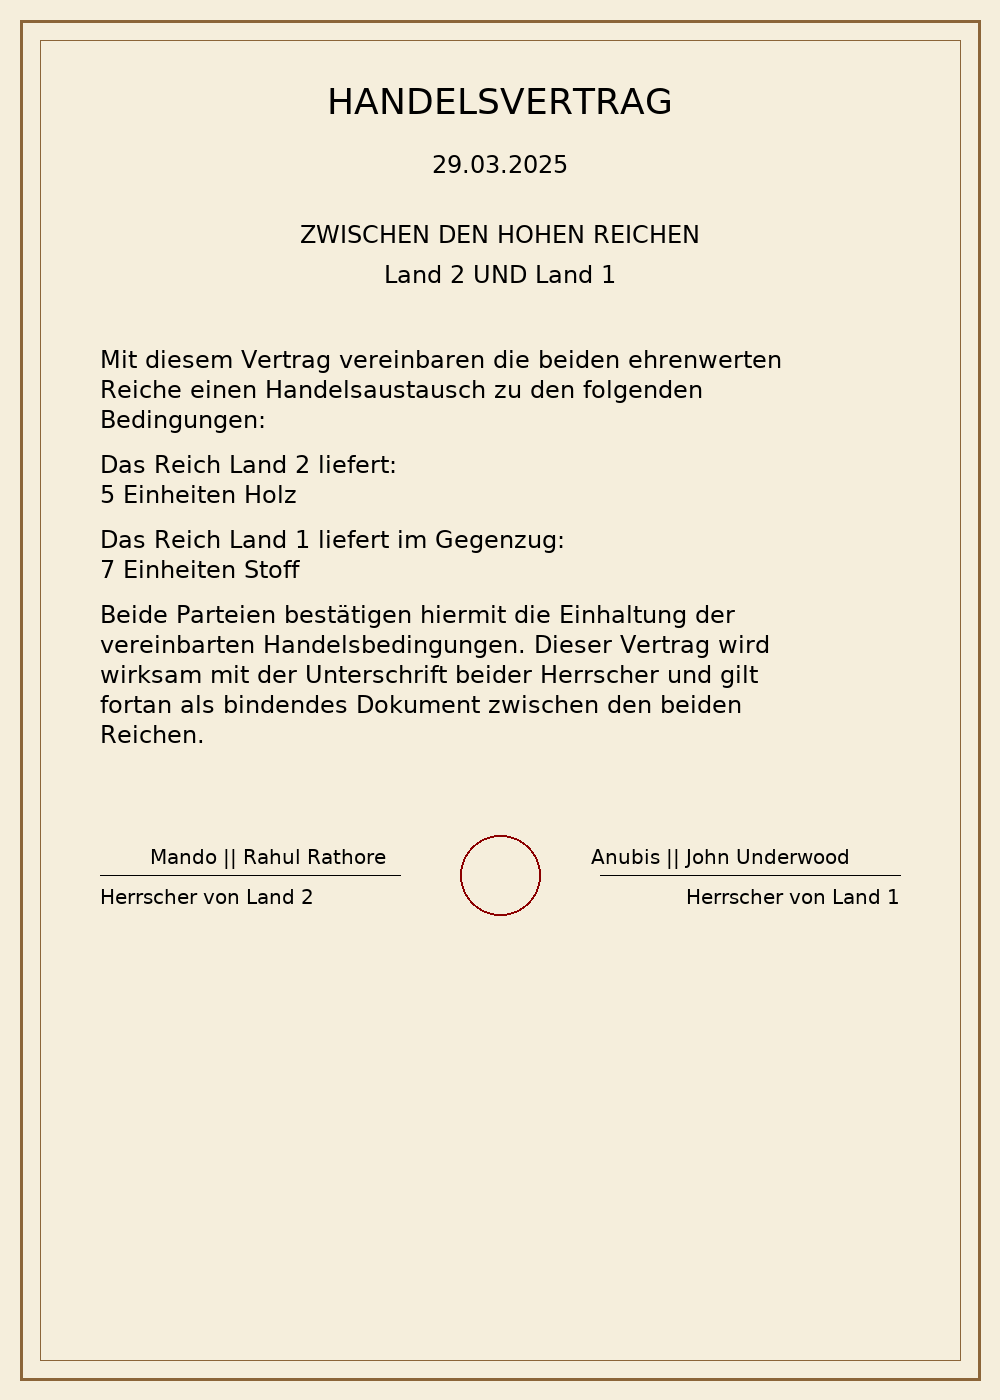 HANDELSVERTRAG
29.03.2025
ZWISCHEN DEN HOHEN REICHEN
Land 2 UND Land 1
Mit diesem Vertrag vereinbaren die beiden ehrenwerten
Reiche einen Handelsaustausch zu den folgenden
Bedingungen:
Das Reich Land 2 liefert:
5 Einheiten Holz
Das Reich Land 1 liefert im Gegenzug:
7 Einheiten Stoff
Beide Parteien bestätigen hiermit die Einhaltung der
vereinbarten Handelsbedingungen. Dieser Vertrag wird
wirksam mit der Unterschrift beider Herrscher und gilt
fortan als bindendes Dokument zwischen den beiden
Reichen.
Mando || Rahul Rathore
Herrscher von Land 2
Anubis || John Underwood
Herrscher von Land 1